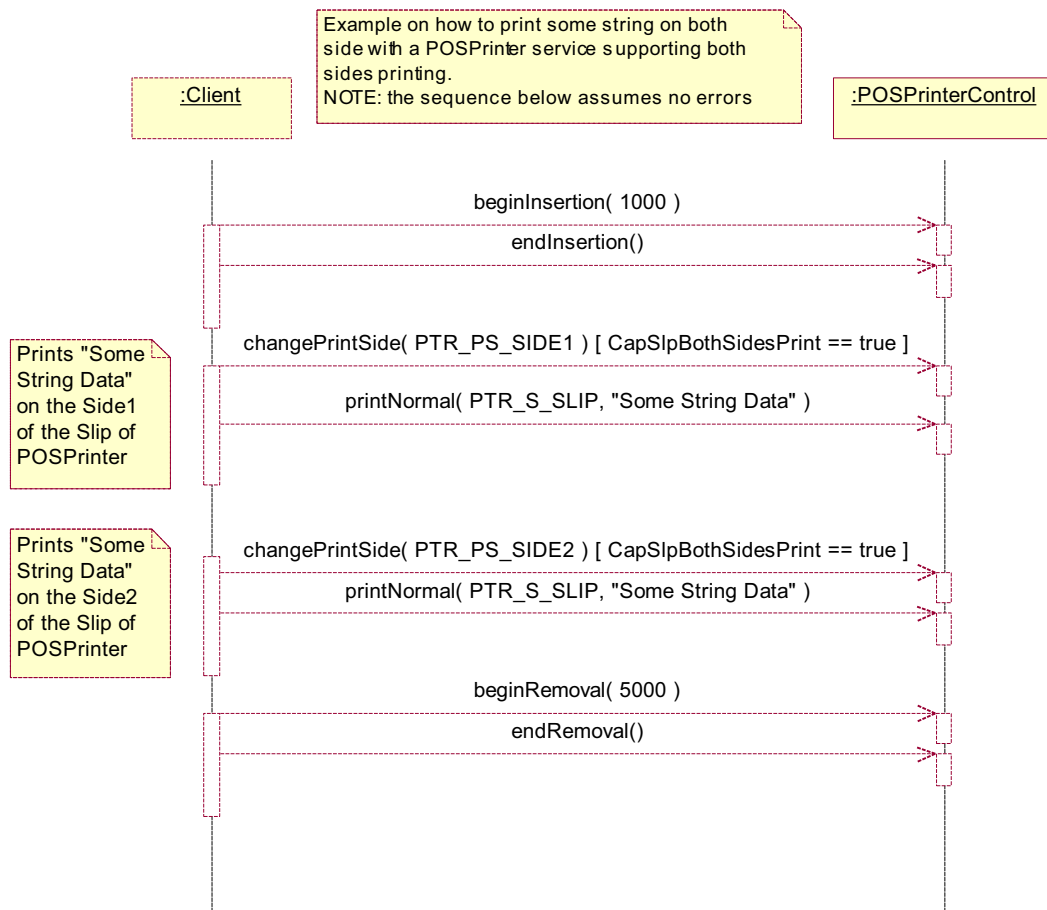 Example on how to print some string on both
side with a POSPrinter service supporting both
sides printing.
NOTE: the sequence below assumes no errors
:Client
:POSPrinterControl
beginInsertion( 1000 )
endInsertion()
changePrintSide( PTR_PS_SIDE1 ) [ CapSlpBothSidesPrint == true ]
Prints "Some
String Data"
on the Side1
of the Slip of
POSPrinter
printNormal( PTR_S_SLIP, "Some String Data" )
changePrintSide( PTR_PS_SIDE2 ) [ CapSlpBothSidesPrint == true ]
Prints "Some
String Data"
on the Side2
of the Slip of
POSPrinter
printNormal( PTR_S_SLIP, "Some String Data" )
beginRemoval( 5000 )
endRemoval()